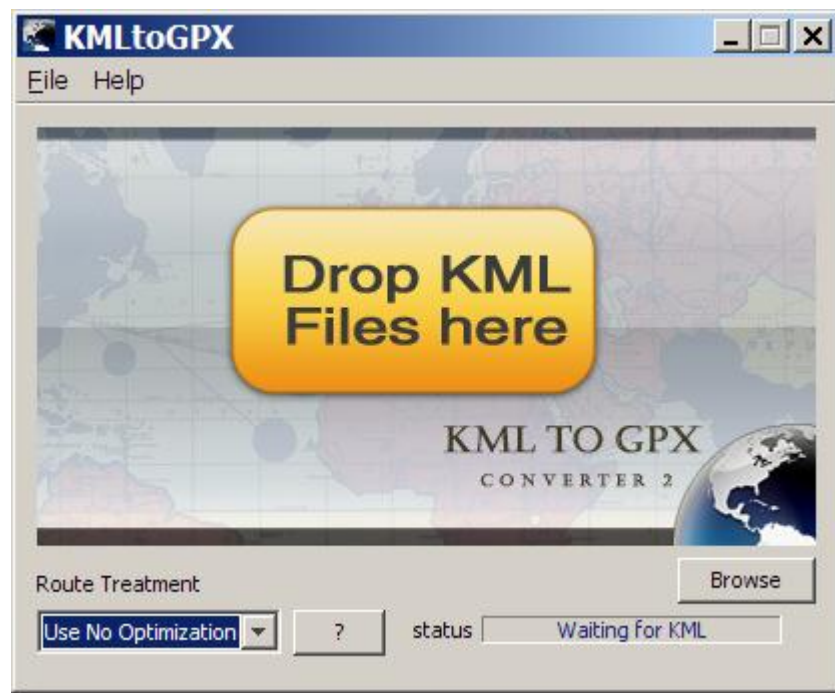 KMLtoGPX
File Help
Drop KML
Files here
KML TO GPX
CONVERTER 2
Browse
Route Treatment
Use No Optimization
?
status
Waiting for KML